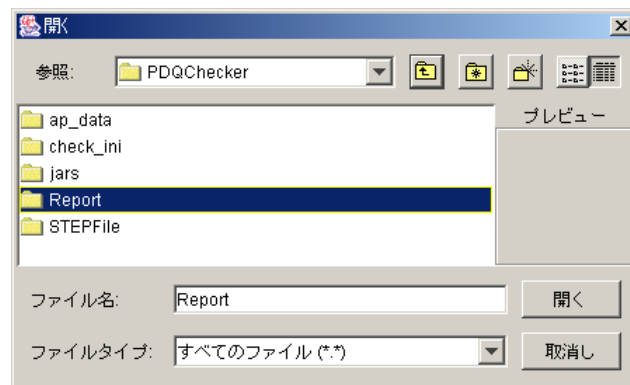 開く
参照: PDQChecker
ap_data
check_ini
jars
Report
STEPFile
プレビュー
ファイル名: Report 開く
ファイルタイプ: すべてのファイル (*.*) 取消し